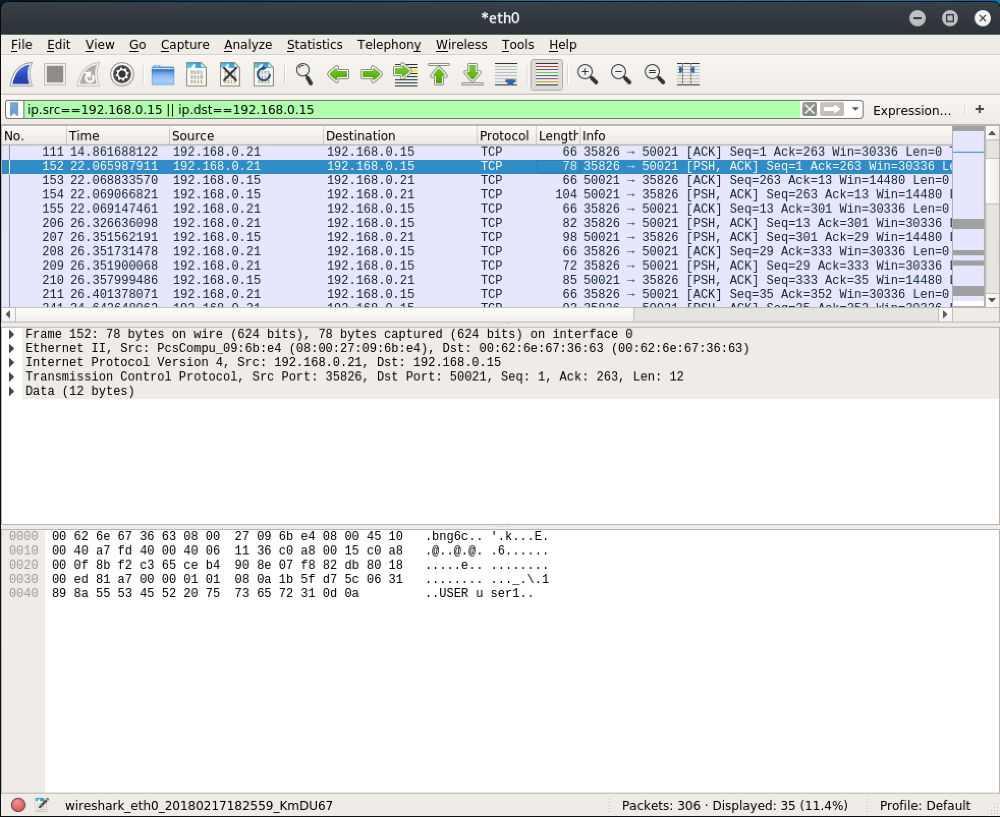 *eth0
File Edit View Go Capture Analyze Statistics Telephony Wireless Tools Help
ip.src==192.168.0.15 || ip.dst==192.168.0.15 Expression… +
No. Time Source Destination Protocol Length Info
111 14.861688122 192.168.0.21 192.168.0.15 TCP 66 35826 → 50021 [ACK] Seq=1 Ack=263 Win=30336 Len=0
152 22.065987911 192.168.0.21 192.168.0.15 TCP 78 35826 → 50021 [PSH, ACK] Seq=1 Ack=263 Win=30336 Le
153 22.068833570 192.168.0.15 192.168.0.21 TCP 66 50021 → 35826 [ACK] Seq=263 Ack=13 Win=14480 Len=0
154 22.069066821 192.168.0.15 192.168.0.21 TCP 104 50021 → 35826 [PSH, ACK] Seq=263 Ack=13 Win=14480
155 22.069147461 192.168.0.21 192.168.0.15 TCP 66 35826 → 50021 [ACK] Seq=13 Ack=301 Win=30336 Len=0
206 26.326636098 192.168.0.21 192.168.0.15 TCP 82 35826 → 50021 [PSH, ACK] Seq=13 Ack=301 Win=30336
207 26.351562191 192.168.0.15 192.168.0.21 TCP 98 50021 → 35826 [PSH, ACK] Seq=301 Ack=29 Win=14480
208 26.351731478 192.168.0.21 192.168.0.15 TCP 66 35826 → 50021 [ACK] Seq=29 Ack=333 Win=30336 Len=0
209 26.351900068 192.168.0.21 192.168.0.15 TCP 72 35826 → 50021 [PSH, ACK] Seq=29 Ack=333 Win=30336
210 26.357999486 192.168.0.15 192.168.0.21 TCP 85 50021 → 35826 [PSH, ACK] Seq=333 Ack=35 Win=14480
211 26.401378071 192.168.0.21 192.168.0.15 TCP 66 35826 → 50021 [ACK] Seq=35 Ack=352 Win=30336 Len=0
Frame 152: 78 bytes on wire (624 bits), 78 bytes captured (624 bits) on interface 0
Ethernet II, Src: PcsCompu_09:6b:e4 (08:00:27:09:6b:e4), Dst: 00:62:6e:67:36:63 (00:62:6e:67:36:63)
Internet Protocol Version 4, Src: 192.168.0.21, Dst: 192.168.0.15
Transmission Control Protocol, Src Port: 35826, Dst Port: 50021, Seq: 1, Ack: 263, Len: 12
Data (12 bytes)
0000 00 62 6e 67 36 63 08 00 27 09 6b e4 08 00 45 10 .bng6c.. '.k...E.
0010 00 40 a7 fd 40 00 40 06 11 36 c0 a8 00 15 c0 a8 .@..@.@. .6......
0020 00 0f 8b f2 c3 65 ce b4 90 8e 07 f8 82 db 80 18 .....e.. ........
0030 00 ed 81 a7 00 00 01 01 08 0a 1b 5f d7 5c 06 31 ........ ..._.\.1
0040 89 8a 55 53 45 52 20 75 73 65 72 31 0d 0a ..USER u ser1..
wireshark_eth0_20180217182559_KmDU67 Packets: 306 · Displayed: 35 (11.4%) Profile: Default